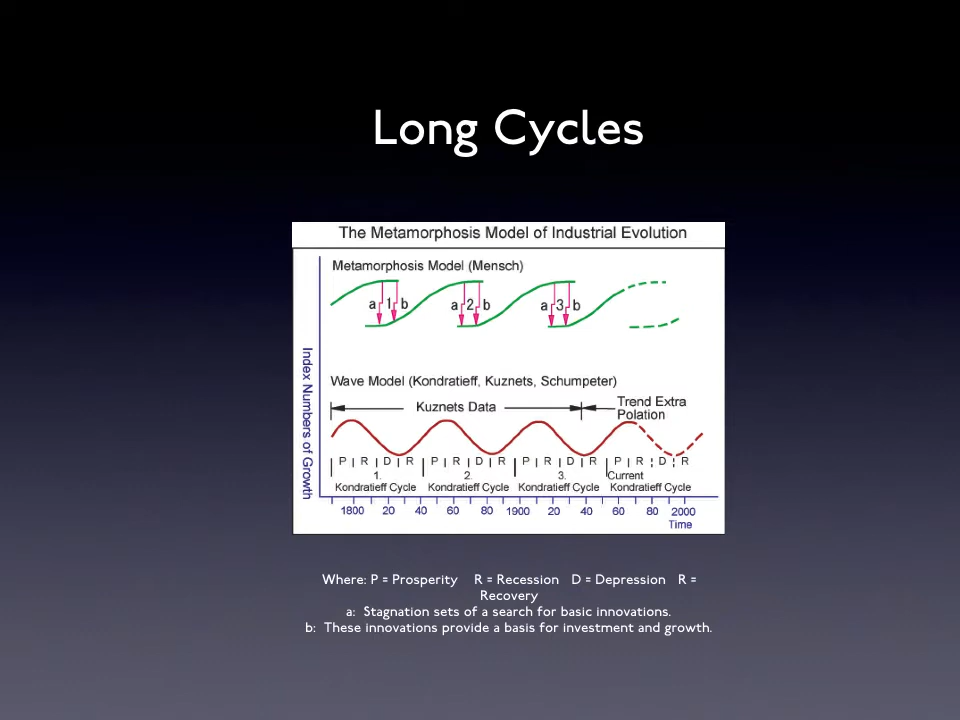 Long Cycles
The Metamorphosis Model of Industrial Evolution
Metamorphosis Model (Mensch)
a 1 b a 2 b a 3 b
Index Numbers of Growth
Wave Model (Kondratieff, Kuznets, Schumpeter)
Kuznets Data
Trend Extra
Polation
P R D R P R D R P R D R P R D R
1. 2. 3. Current
Kondratieff Cycle Kondratieff Cycle Kondratieff Cycle Kondratieff Cycle
1800 20 40 60 80 1900 20 40 60 80 2000
Time
Where: P = Prosperity R = Recession D = Depression R =
Recovery
a: Stagnation sets of a search for basic innovations.
b: These innovations provide a basis for investment and growth.